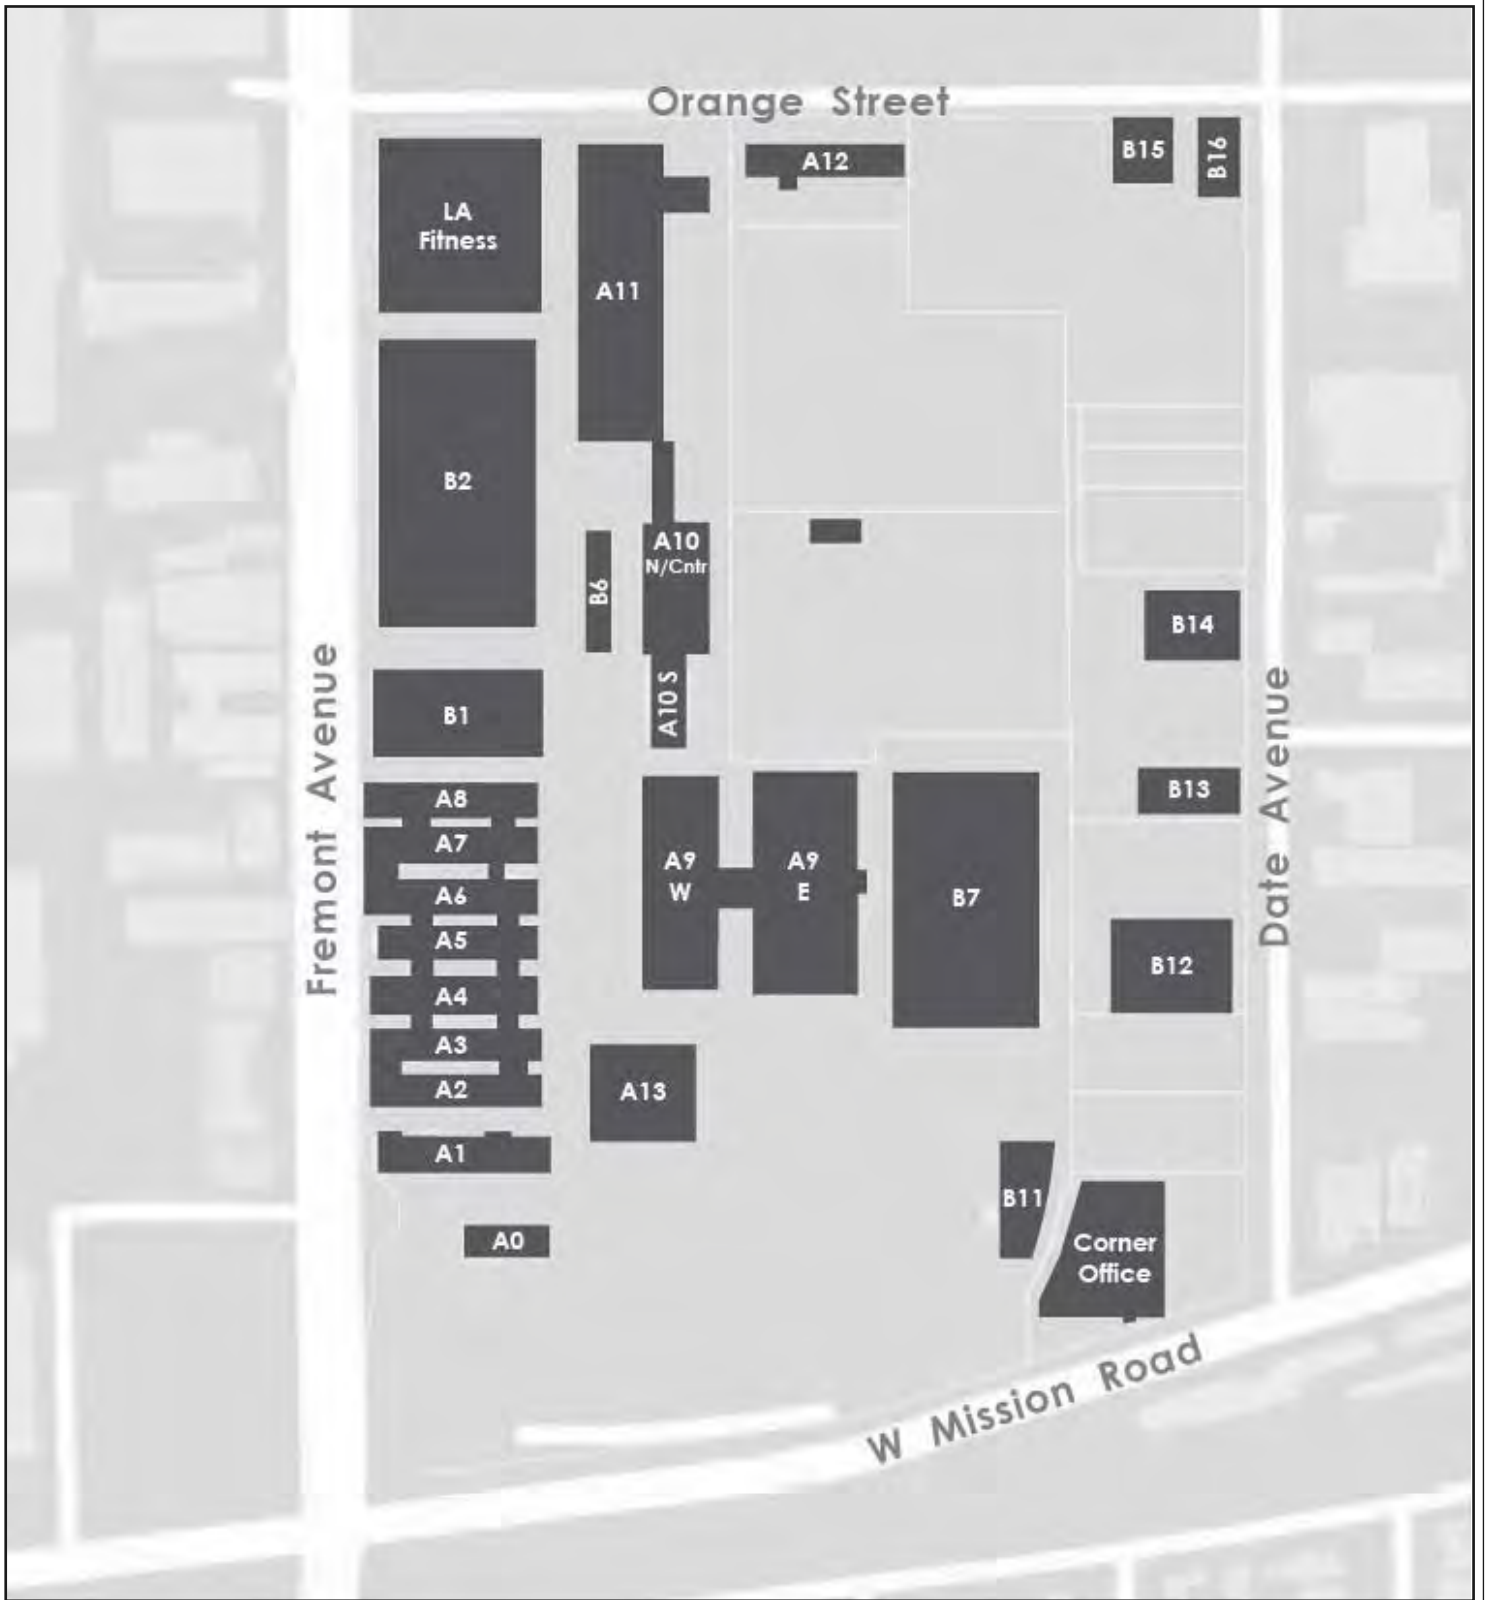 Orange Street
B15
B16
A12
LA
Fitness
A11
B2
A10
N/Cntr
B6
B14
A10 S
B1
B13
A8
A7
A6
A5
A4
A3
A2
A9
W
A9
E
B7
B12
Fremont Avenue
Date Avenue
A13
A1
B11
A0
Corner
Office
W Mission Road